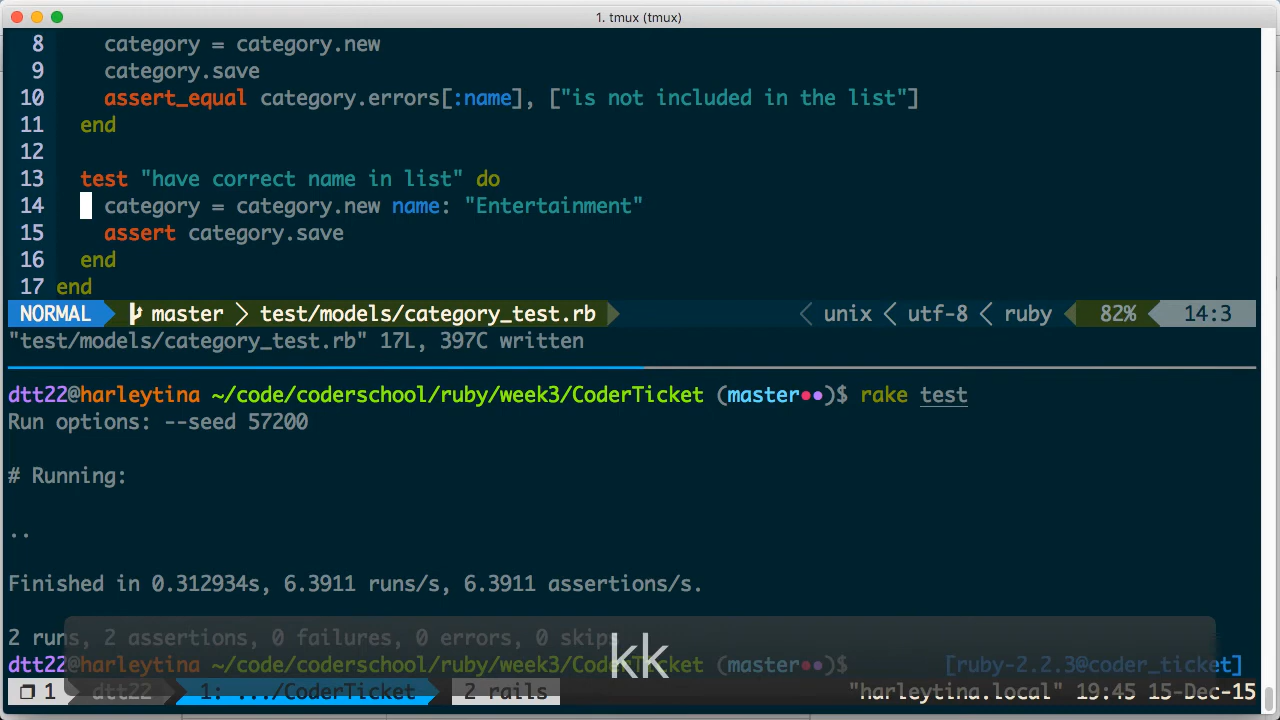 1. tmux (tmux)
8 category = category.new
9 category.save
10 assert_equal category.errors[:name], ["is not included in the list"]
11 end
12
13 test "have correct name in list" do
14 category = category.new name: "Entertainment"
15 assert category.save
16 end
17 end
NORMAL master test/models/category_test.rb unix utf-8 ruby 82% 14:3
"test/models/category_test.rb" 17L, 397C written
dtt22@harleytina ~/code/coderschool/ruby/week3/CoderTicket (master••)$ rake test
Run options: --seed 57200
# Running:
..
Finished in 0.312934s, 6.3911 runs/s, 6.3911 assertions/s.
2 runs, 2 assertions, 0 failures, 0 errors, 0 skips
kk
dtt22@harleytina ~/code/coderschool/ruby/week3/CoderTicket (master••)$ [ruby-2.2.3@coder_ticket]
1 dtt22 1: .../CoderTicket 2 rails "harleytina.local" 19:45 15-Dec-15